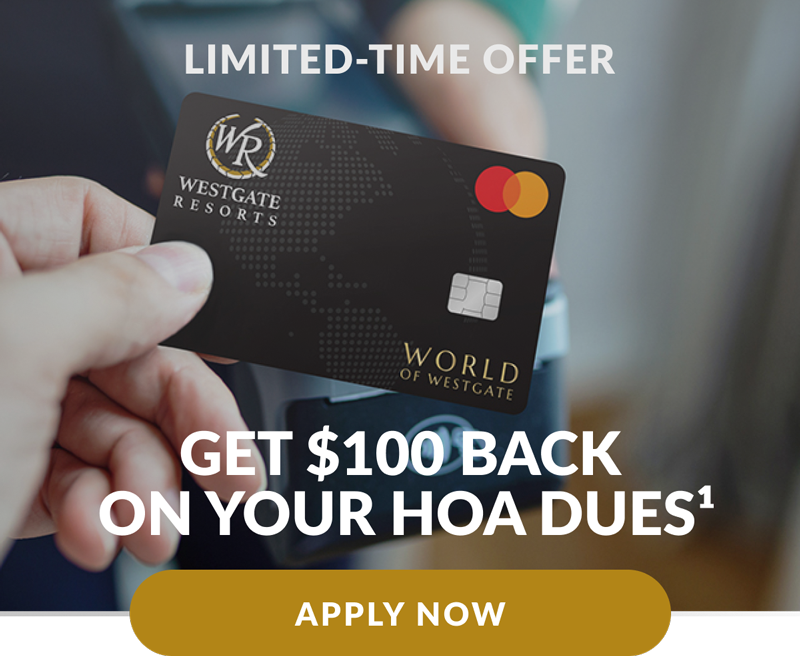 LIMITED-TIME OFFER
WR
WESTGATE
RESORTS
WORLD
OF WESTGATE
GET $100 BACK
ON YOUR HOA DUES¹
APPLY NOW